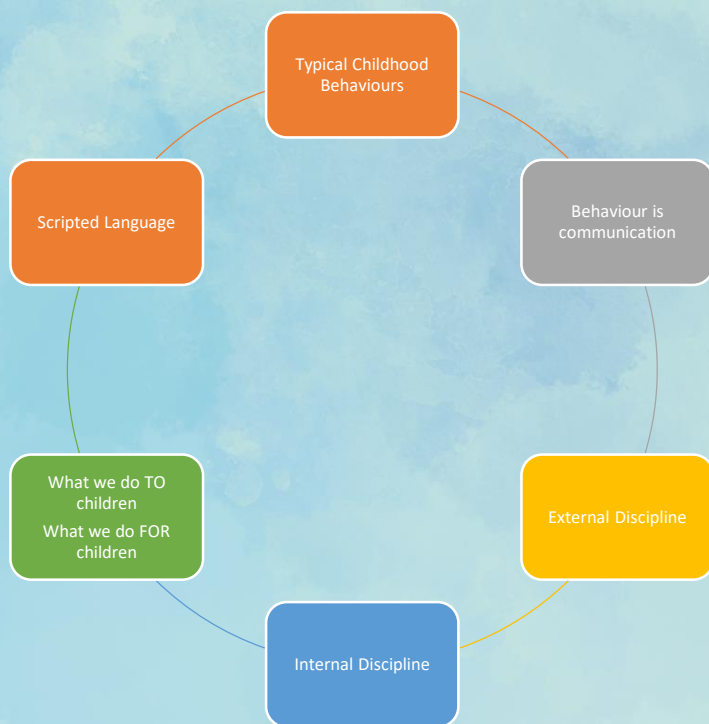 Typical Childhood
Behaviours
Behaviour is
communication
External Discipline
Internal Discipline
What we do TO
children
What we do FOR
children
Scripted Language